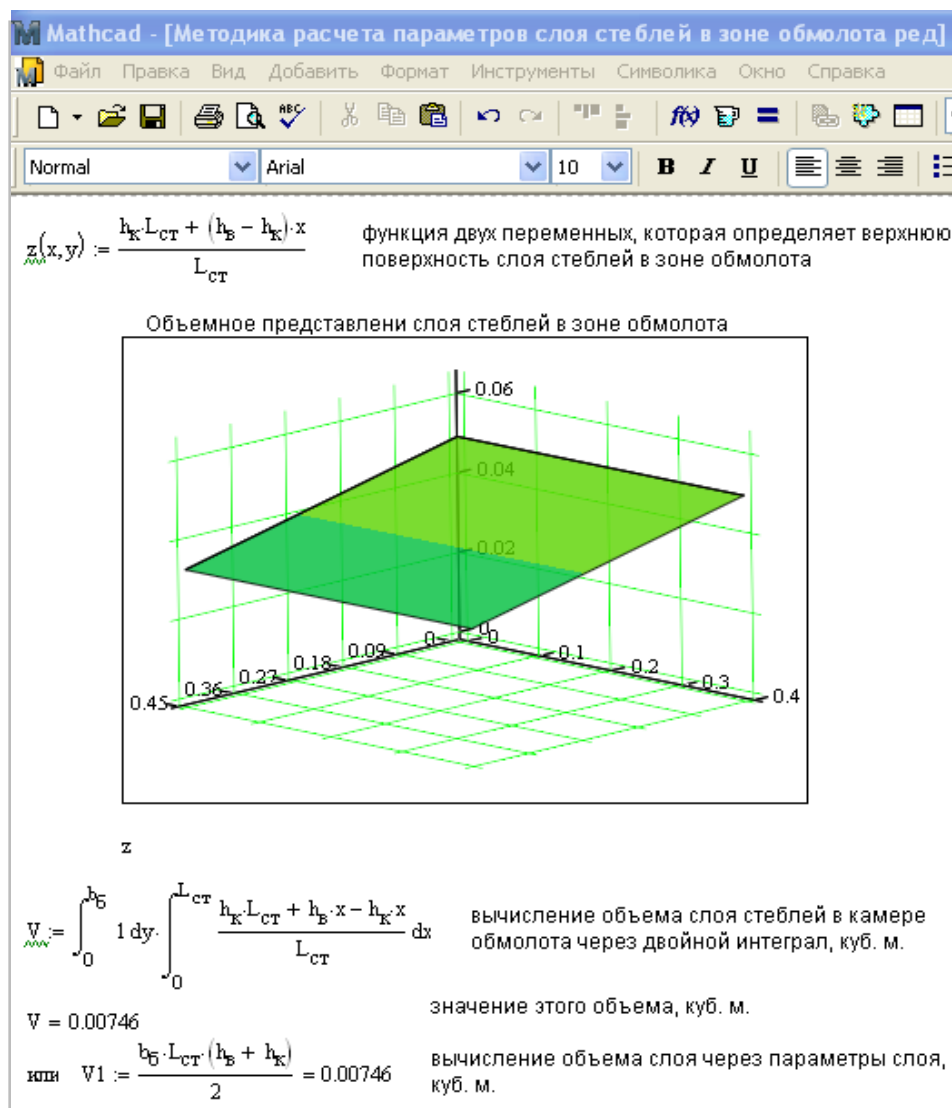 Mathcad - [Методика расчета параметров слоя стеблей в зоне обмолота ред]
Файл Правка Вид Добавить Формат Инструменты Символика Окно Справка
ABC f(x)
Normal Arial 10 B I U
z(x,y) := (hк·Lст + (hв − hк)·x) / Lст
функция двух переменных, которая определяет верхнюю
поверхность слоя стеблей в зоне обмолота
Объемное представлени слоя стеблей в зоне обмолота
0.06
0.04
0.02
0
0 0
0.09 0.1
0.18 0.2
0.27 0.3
0.36 0.4
0.45
z
V := ∫₀^bб 1 dy · ∫₀^Lст (hк·Lст + hв·x − hк·x) / Lст dx
вычисление объема слоя стеблей в камере
обмолота через двойной интеграл, куб. м.
значение этого объема, куб. м.
V = 0.00746
или V1 := bб·Lст·(hв + hк) / 2 = 0.00746
вычисление объема слоя через параметры слоя,
куб. м.